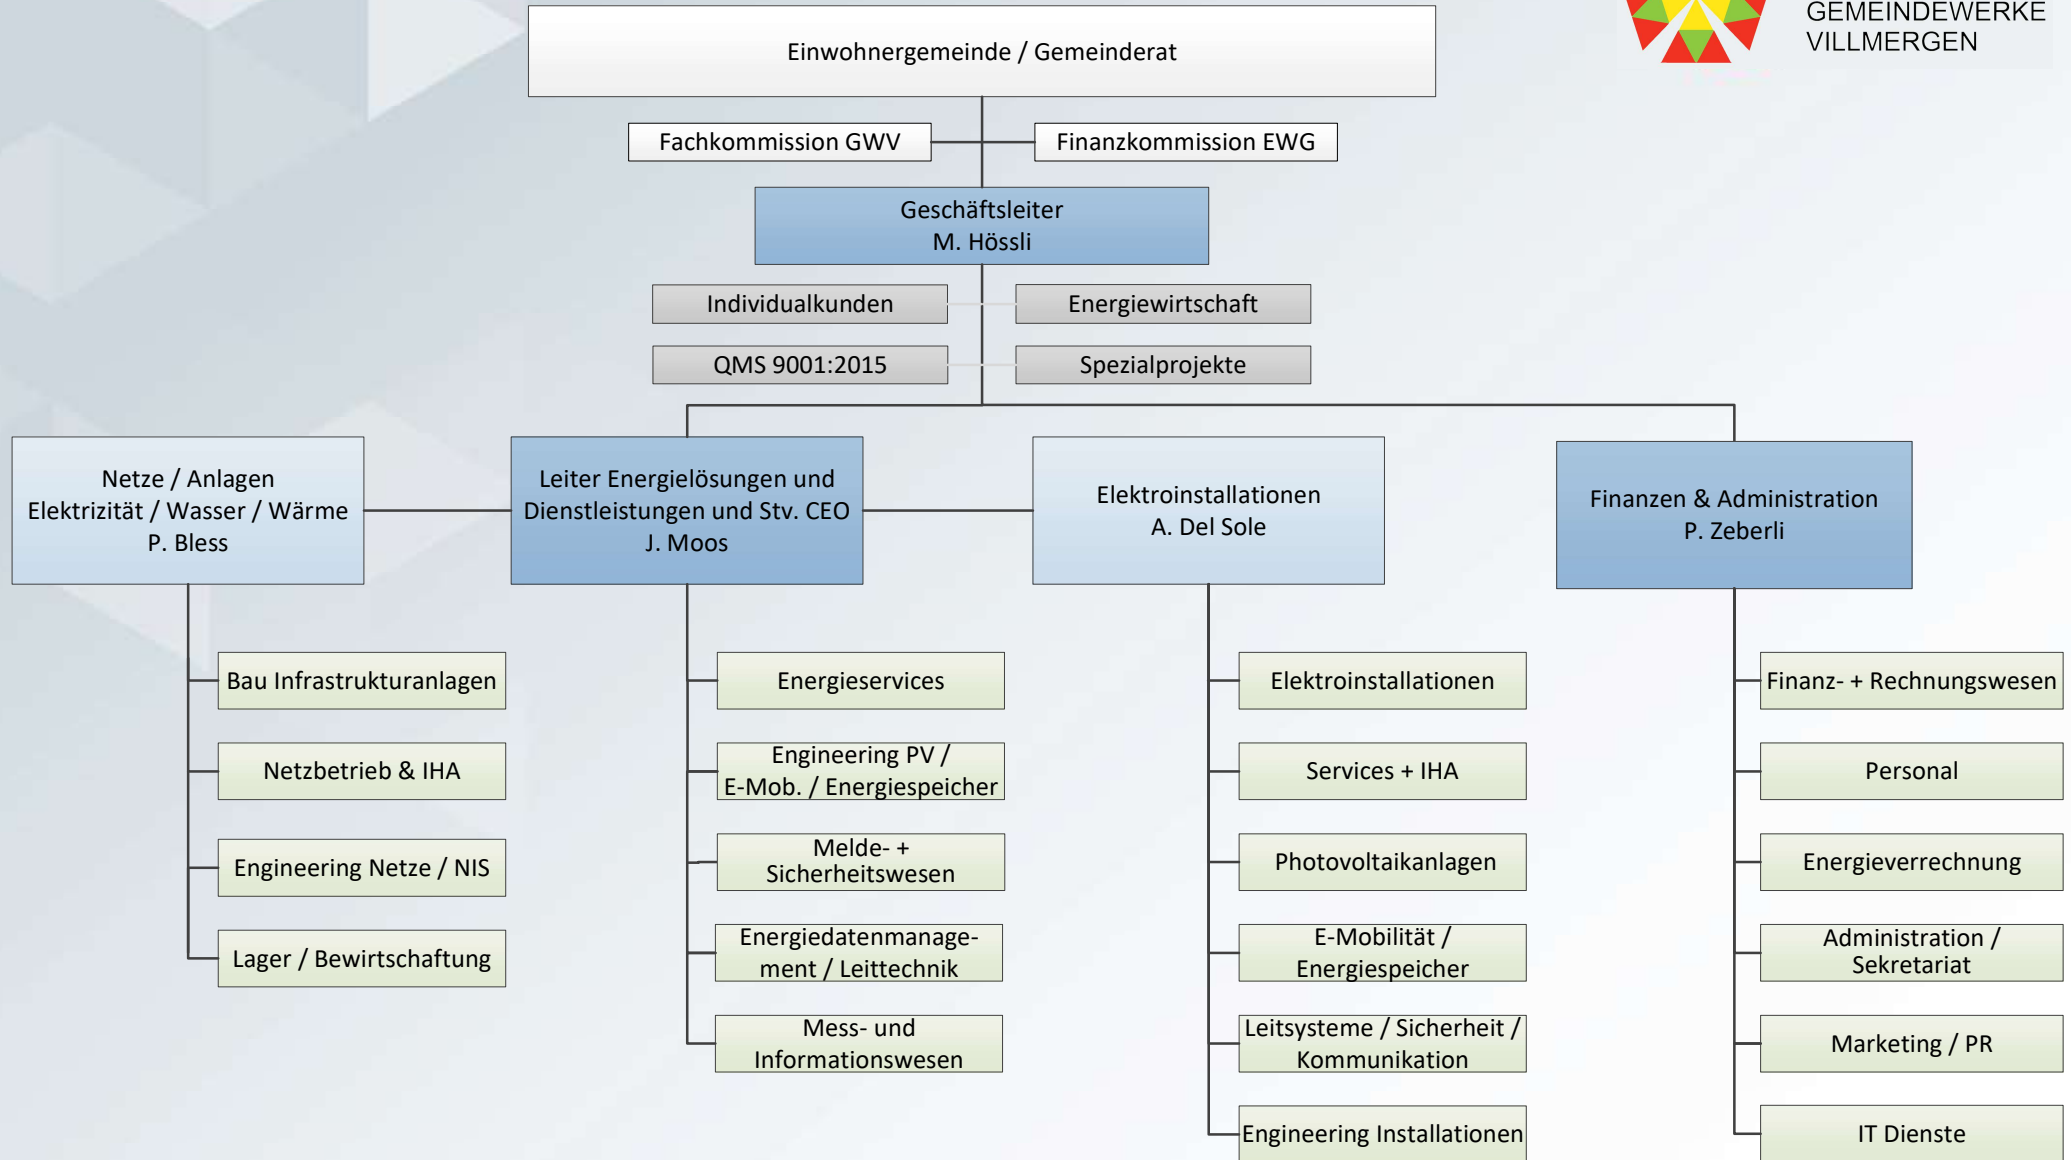 GEMEINDEWERKE
VILLMERGEN
Einwohnergemeinde / Gemeinderat
Fachkommission GWV
Finanzkommission EWG
Geschäftsleiter
M. Hössli
Individualkunden
Energiewirtschaft
QMS 9001:2015
Spezialprojekte
Netze / Anlagen
Elektrizität / Wasser / Wärme
P. Bless
Leiter Energielösungen und
Dienstleistungen und Stv. CEO
J. Moos
Elektroinstallationen
A. Del Sole
Finanzen & Administration
P. Zeberli
Bau Infrastrukturanlagen
Netzbetrieb & IHA
Engineering Netze / NIS
Lager / Bewirtschaftung
Energieservices
Engineering PV /
E-Mob. / Energiespeicher
Melde- +
Sicherheitswesen
Energiedatenmanage-
ment / Leittechnik
Mess- und
Informationswesen
Elektroinstallationen
Services + IHA
Photovoltaikanlagen
E-Mobilität /
Energiespeicher
Leitsysteme / Sicherheit /
Kommunikation
Engineering Installationen
Finanz- + Rechnungswesen
Personal
Energieverrechnung
Administration /
Sekretariat
Marketing / PR
IT Dienste